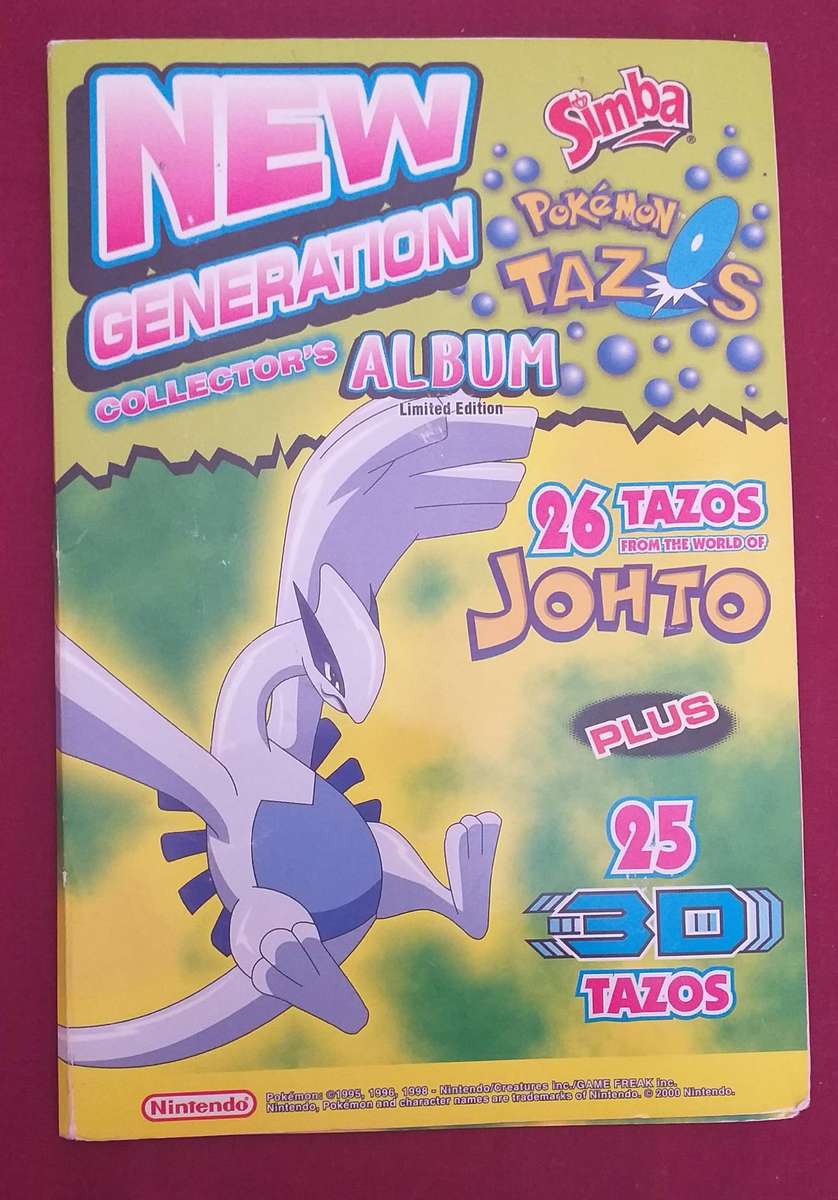 NEW
GENERATION
COLLECTOR'S ALBUM
Limited Edition
Simba®
POKéMON™
TAZOS
26 TAZOS
FROM THE WORLD OF
JOHTO
PLUS
25
3D
TAZOS
Nintendo®
Pokémon: ©1995, 1996, 1998 - Nintendo/Creatures Inc./GAME FREAK Inc.
Nintendo, Pokémon and character names are trademarks of Nintendo. © 2000 Nintendo.